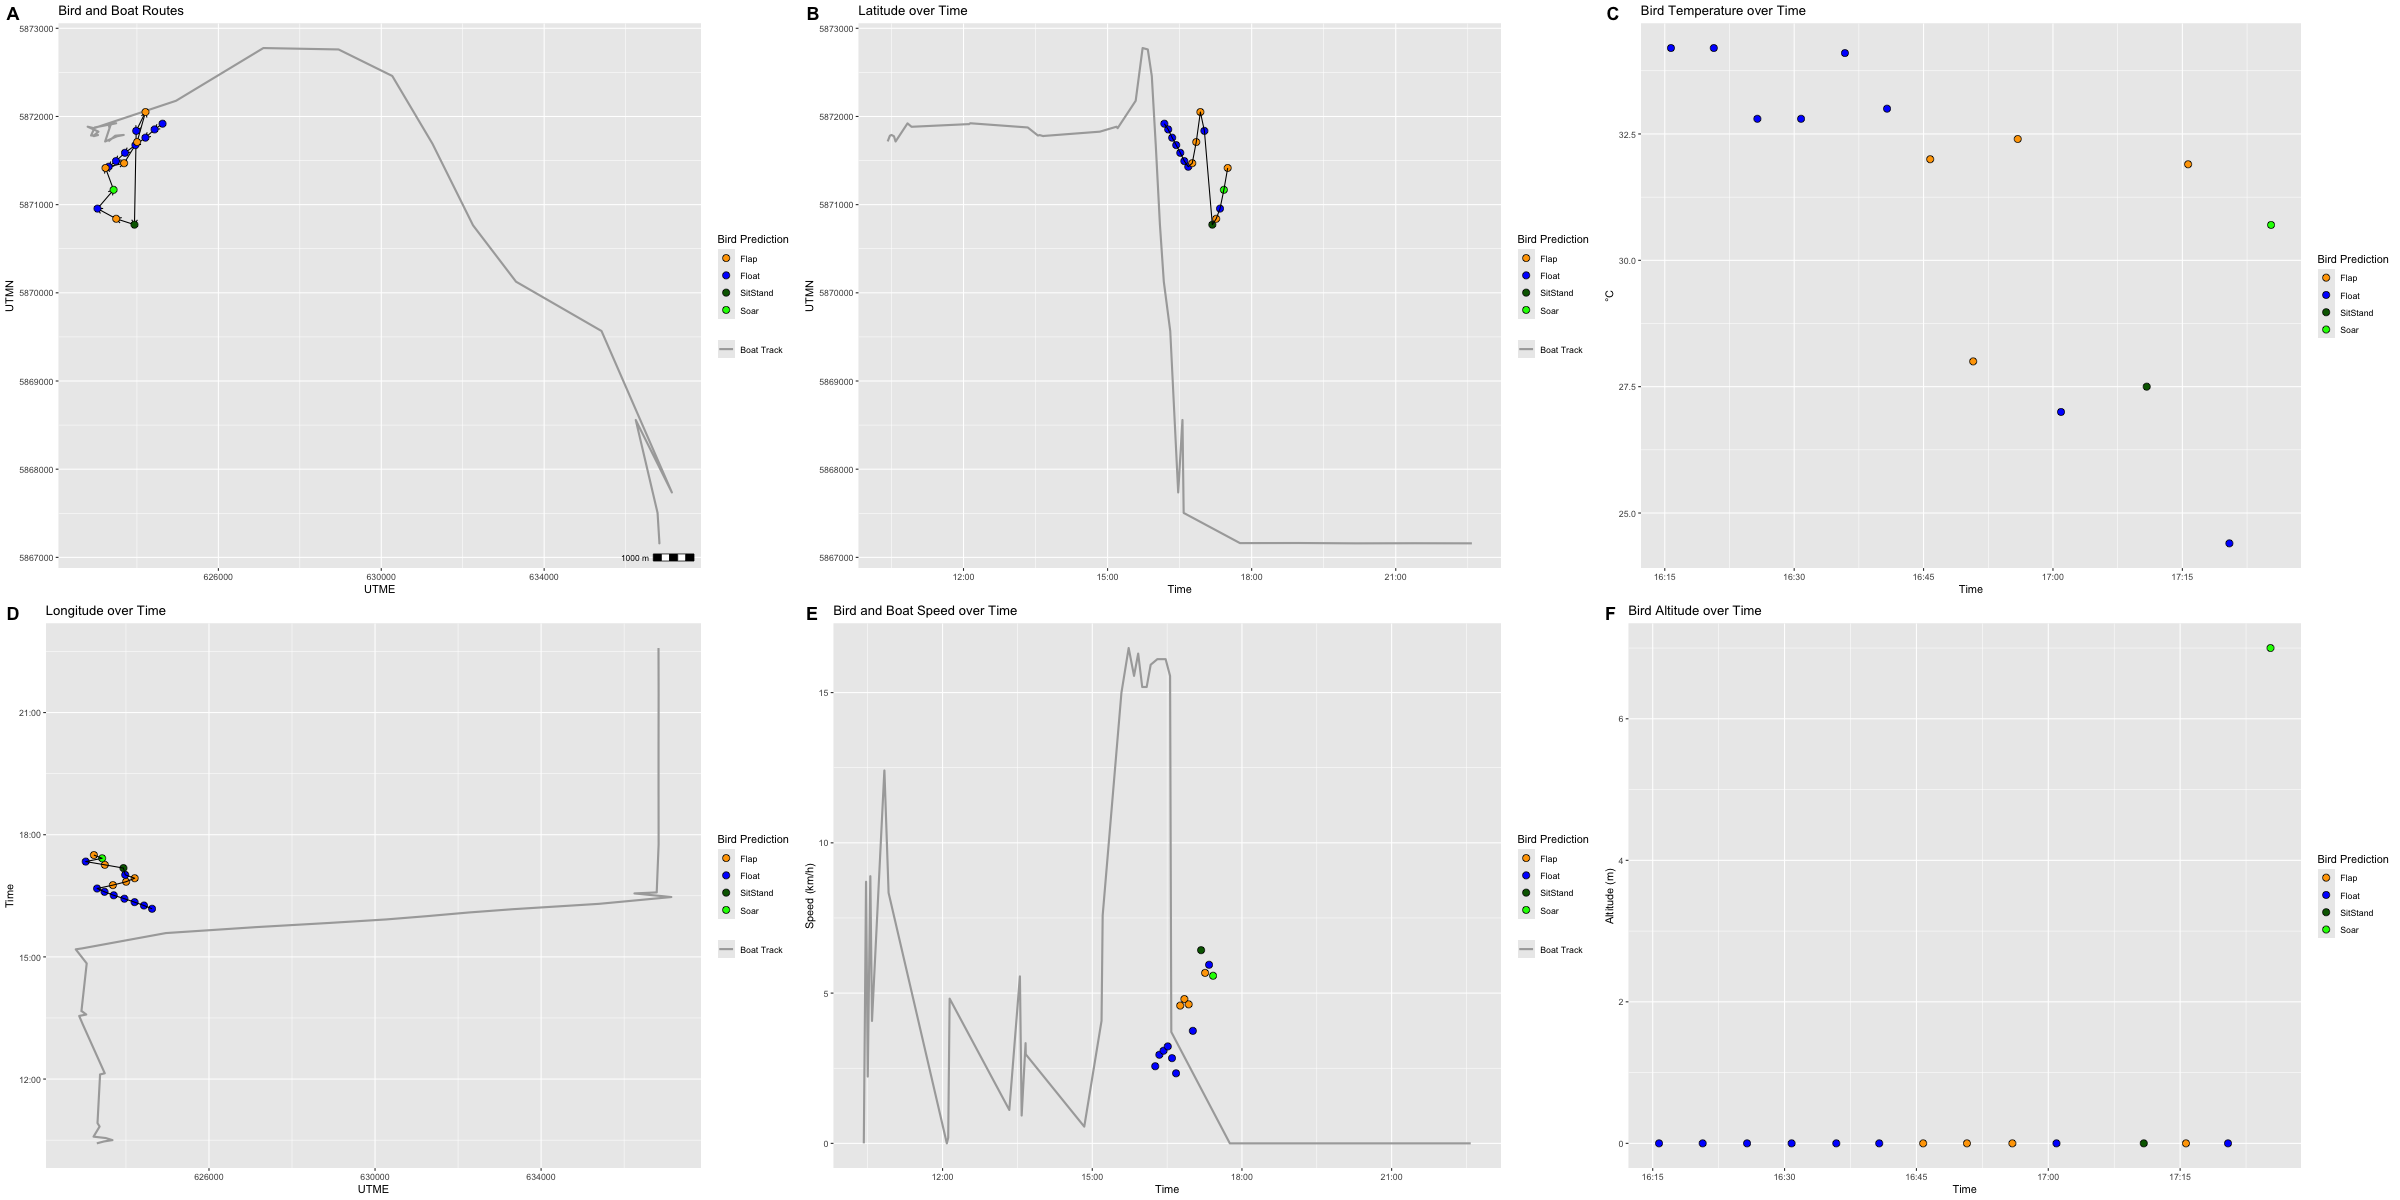 A Bird and Boat Routes
5873000
5872000
5871000
5870000
5869000
5868000
5867000
UTMN
626000 630000 634000
UTME
1000 m
Bird Prediction
Flap
Float
SitStand
Soar
Boat Track
B Latitude over Time
5873000
5872000
5871000
5870000
5869000
5868000
5867000
UTMN
12:00 15:00 18:00 21:00
Time
Bird Prediction
Flap
Float
SitStand
Soar
Boat Track
C Bird Temperature over Time
32.5
30.0
27.5
25.0
°C
16:15 16:30 16:45 17:00 17:15
Time
Bird Prediction
Flap
Float
SitStand
Soar
D Longitude over Time
21:00
18:00
15:00
12:00
Time
626000 630000 634000
UTME
Bird Prediction
Flap
Float
SitStand
Soar
Boat Track
E Bird and Boat Speed over Time
15
10
5
0
Speed (km/h)
12:00 15:00 18:00 21:00
Time
Bird Prediction
Flap
Float
SitStand
Soar
Boat Track
F Bird Altitude over Time
6
4
2
0
Altitude (m)
16:15 16:30 16:45 17:00 17:15
Time
Bird Prediction
Flap
Float
SitStand
Soar